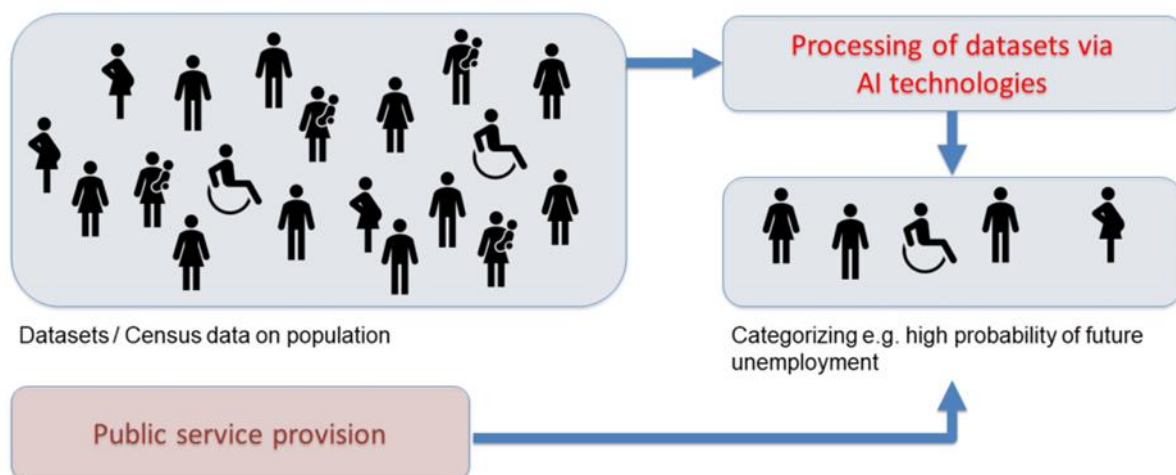 Processing of datasets via
AI technologies
Datasets / Census data on population
Categorizing e.g. high probability of future
unemployment
Public service provision